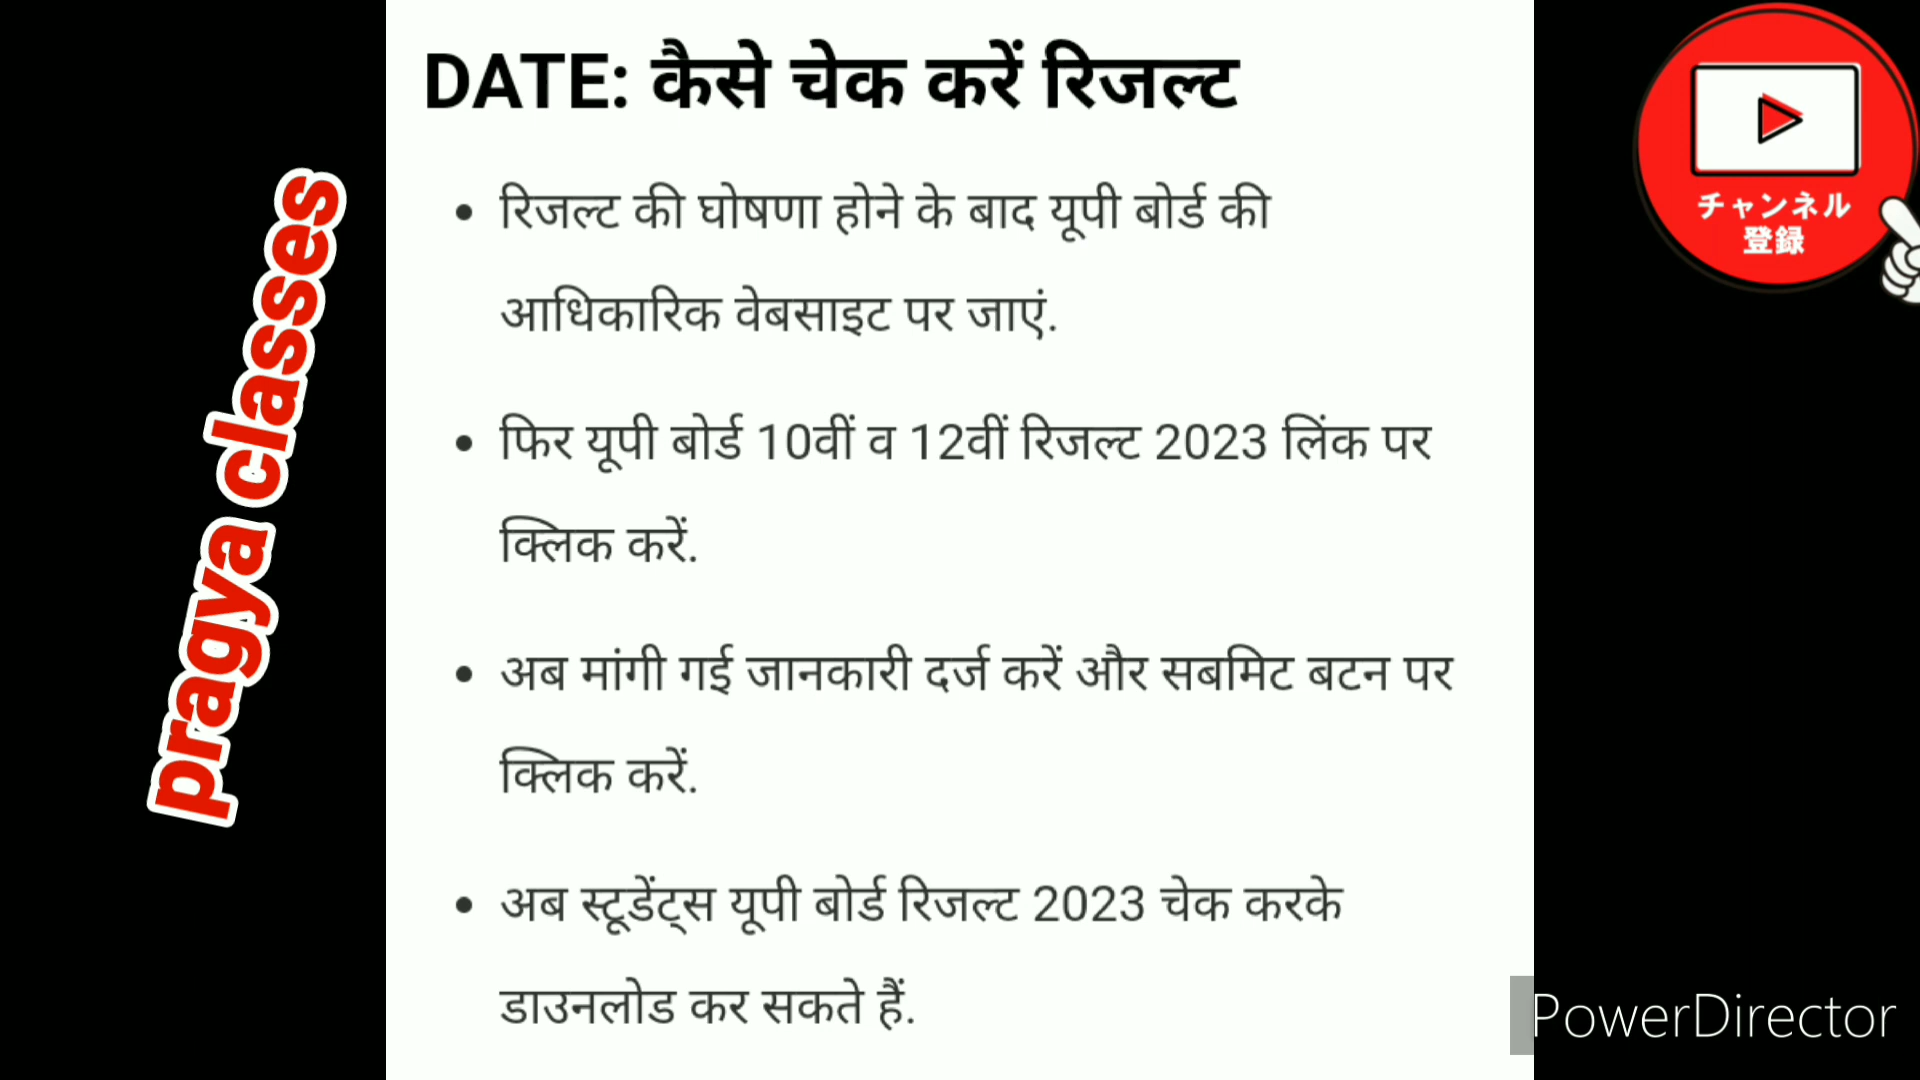 DATE: कैसे चेक करें रिजल्ट
रिजल्ट की घोषणा होने के बाद यूपी बोर्ड की
आधिकारिक वेबसाइट पर जाएं.
फिर यूपी बोर्ड 10वीं व 12वीं रिजल्ट 2023 लिंक पर
क्लिक करें.
अब मांगी गई जानकारी दर्ज करें और सबमिट बटन पर
क्लिक करें.
अब स्टूडेंट्स यूपी बोर्ड रिजल्ट 2023 चेक करके
डाउनलोड कर सकते हैं.
pragya classes
チャンネル
登録
PowerDirector